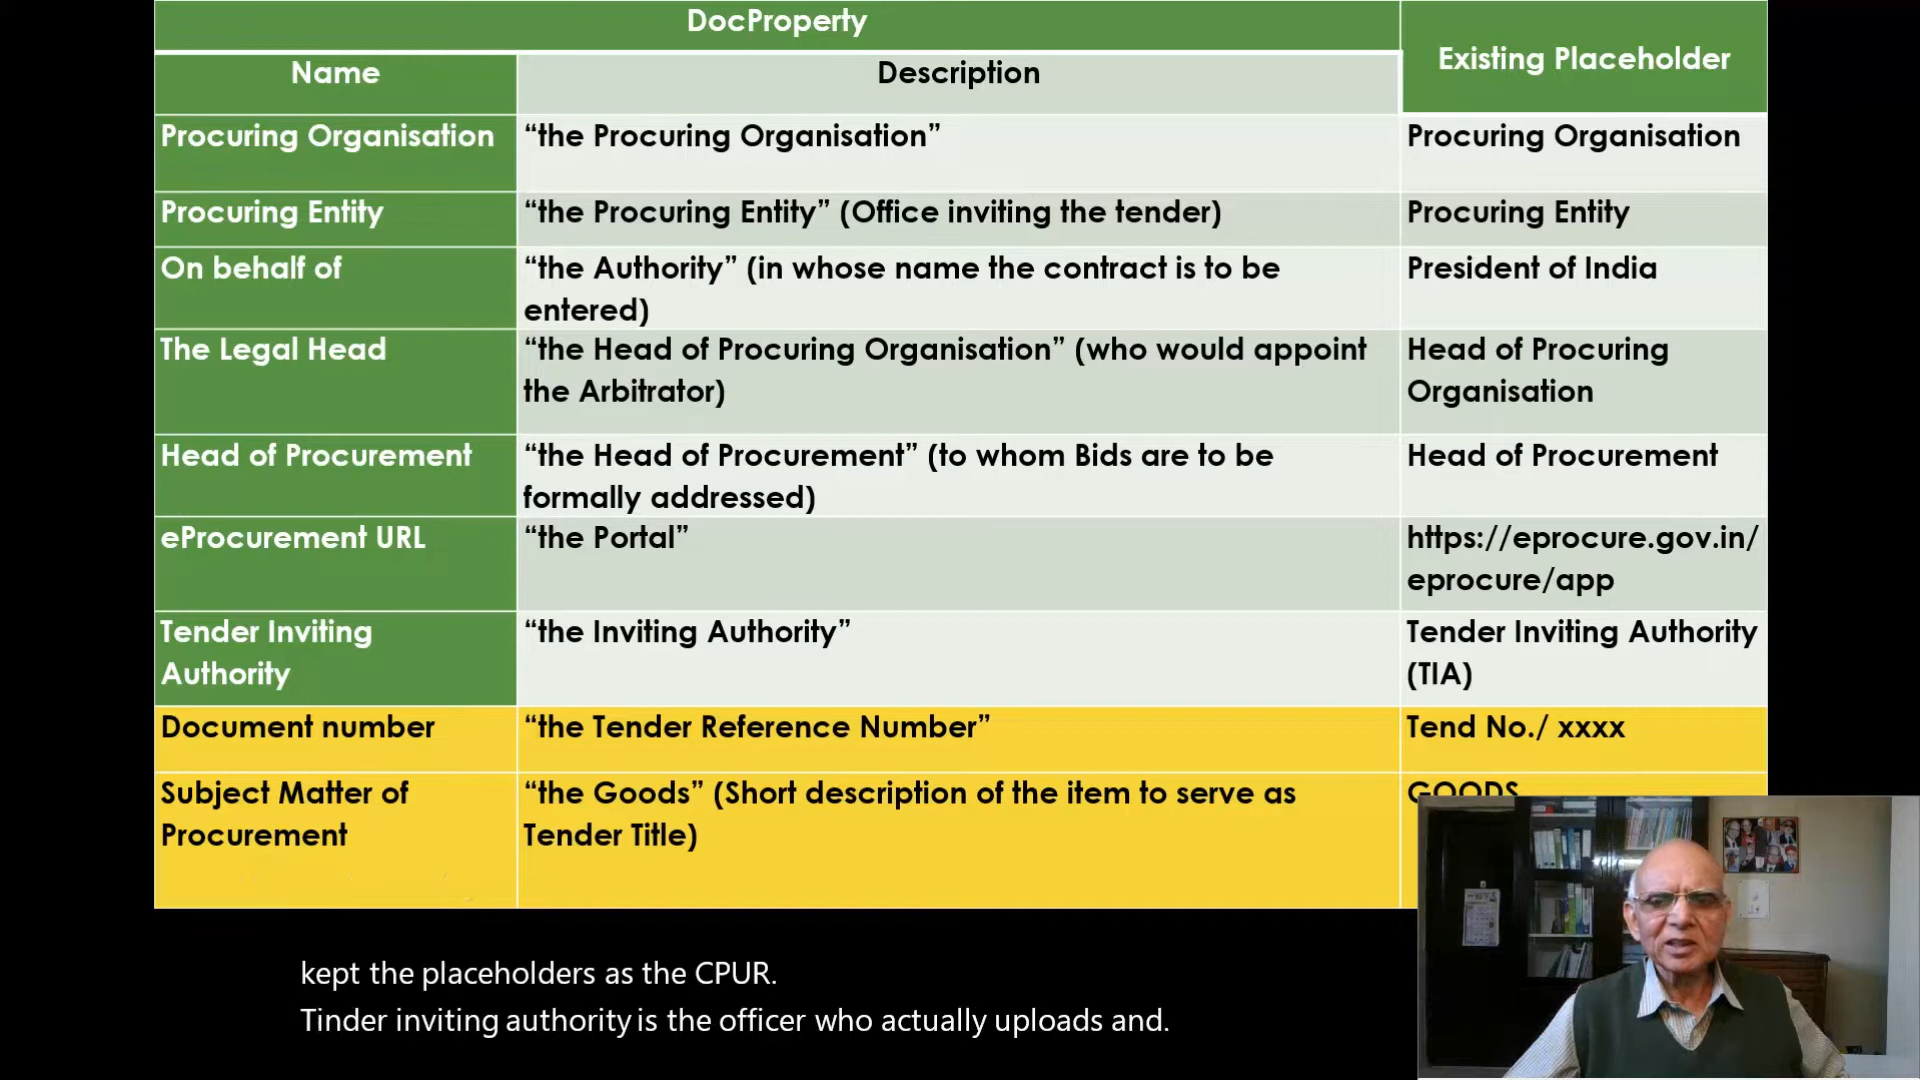 DocProperty
Existing Placeholder
Name
Description
Procuring Organisation
“the Procuring Organisation”
Procuring Organisation
Procuring Entity
“the Procuring Entity” (Office inviting the tender)
Procuring Entity
On behalf of
“the Authority” (in whose name the contract is to be
entered)
President of India
The Legal Head
“the Head of Procuring Organisation” (who would appoint
the Arbitrator)
Head of Procuring
Organisation
Head of Procurement
“the Head of Procurement” (to whom Bids are to be
formally addressed)
Head of Procurement
eProcurement URL
“the Portal”
https://eprocure.gov.in/
eprocure/app
Tender Inviting
Authority
“the Inviting Authority”
Tender Inviting Authority
(TIA)
Document number
“the Tender Reference Number”
Tend No./ xxxx
Subject Matter of
Procurement
“the Goods” (Short description of the item to serve as
Tender Title)
GOODS
kept the placeholders as the CPUR.
Tinder inviting authority is the officer who actually uploads and.